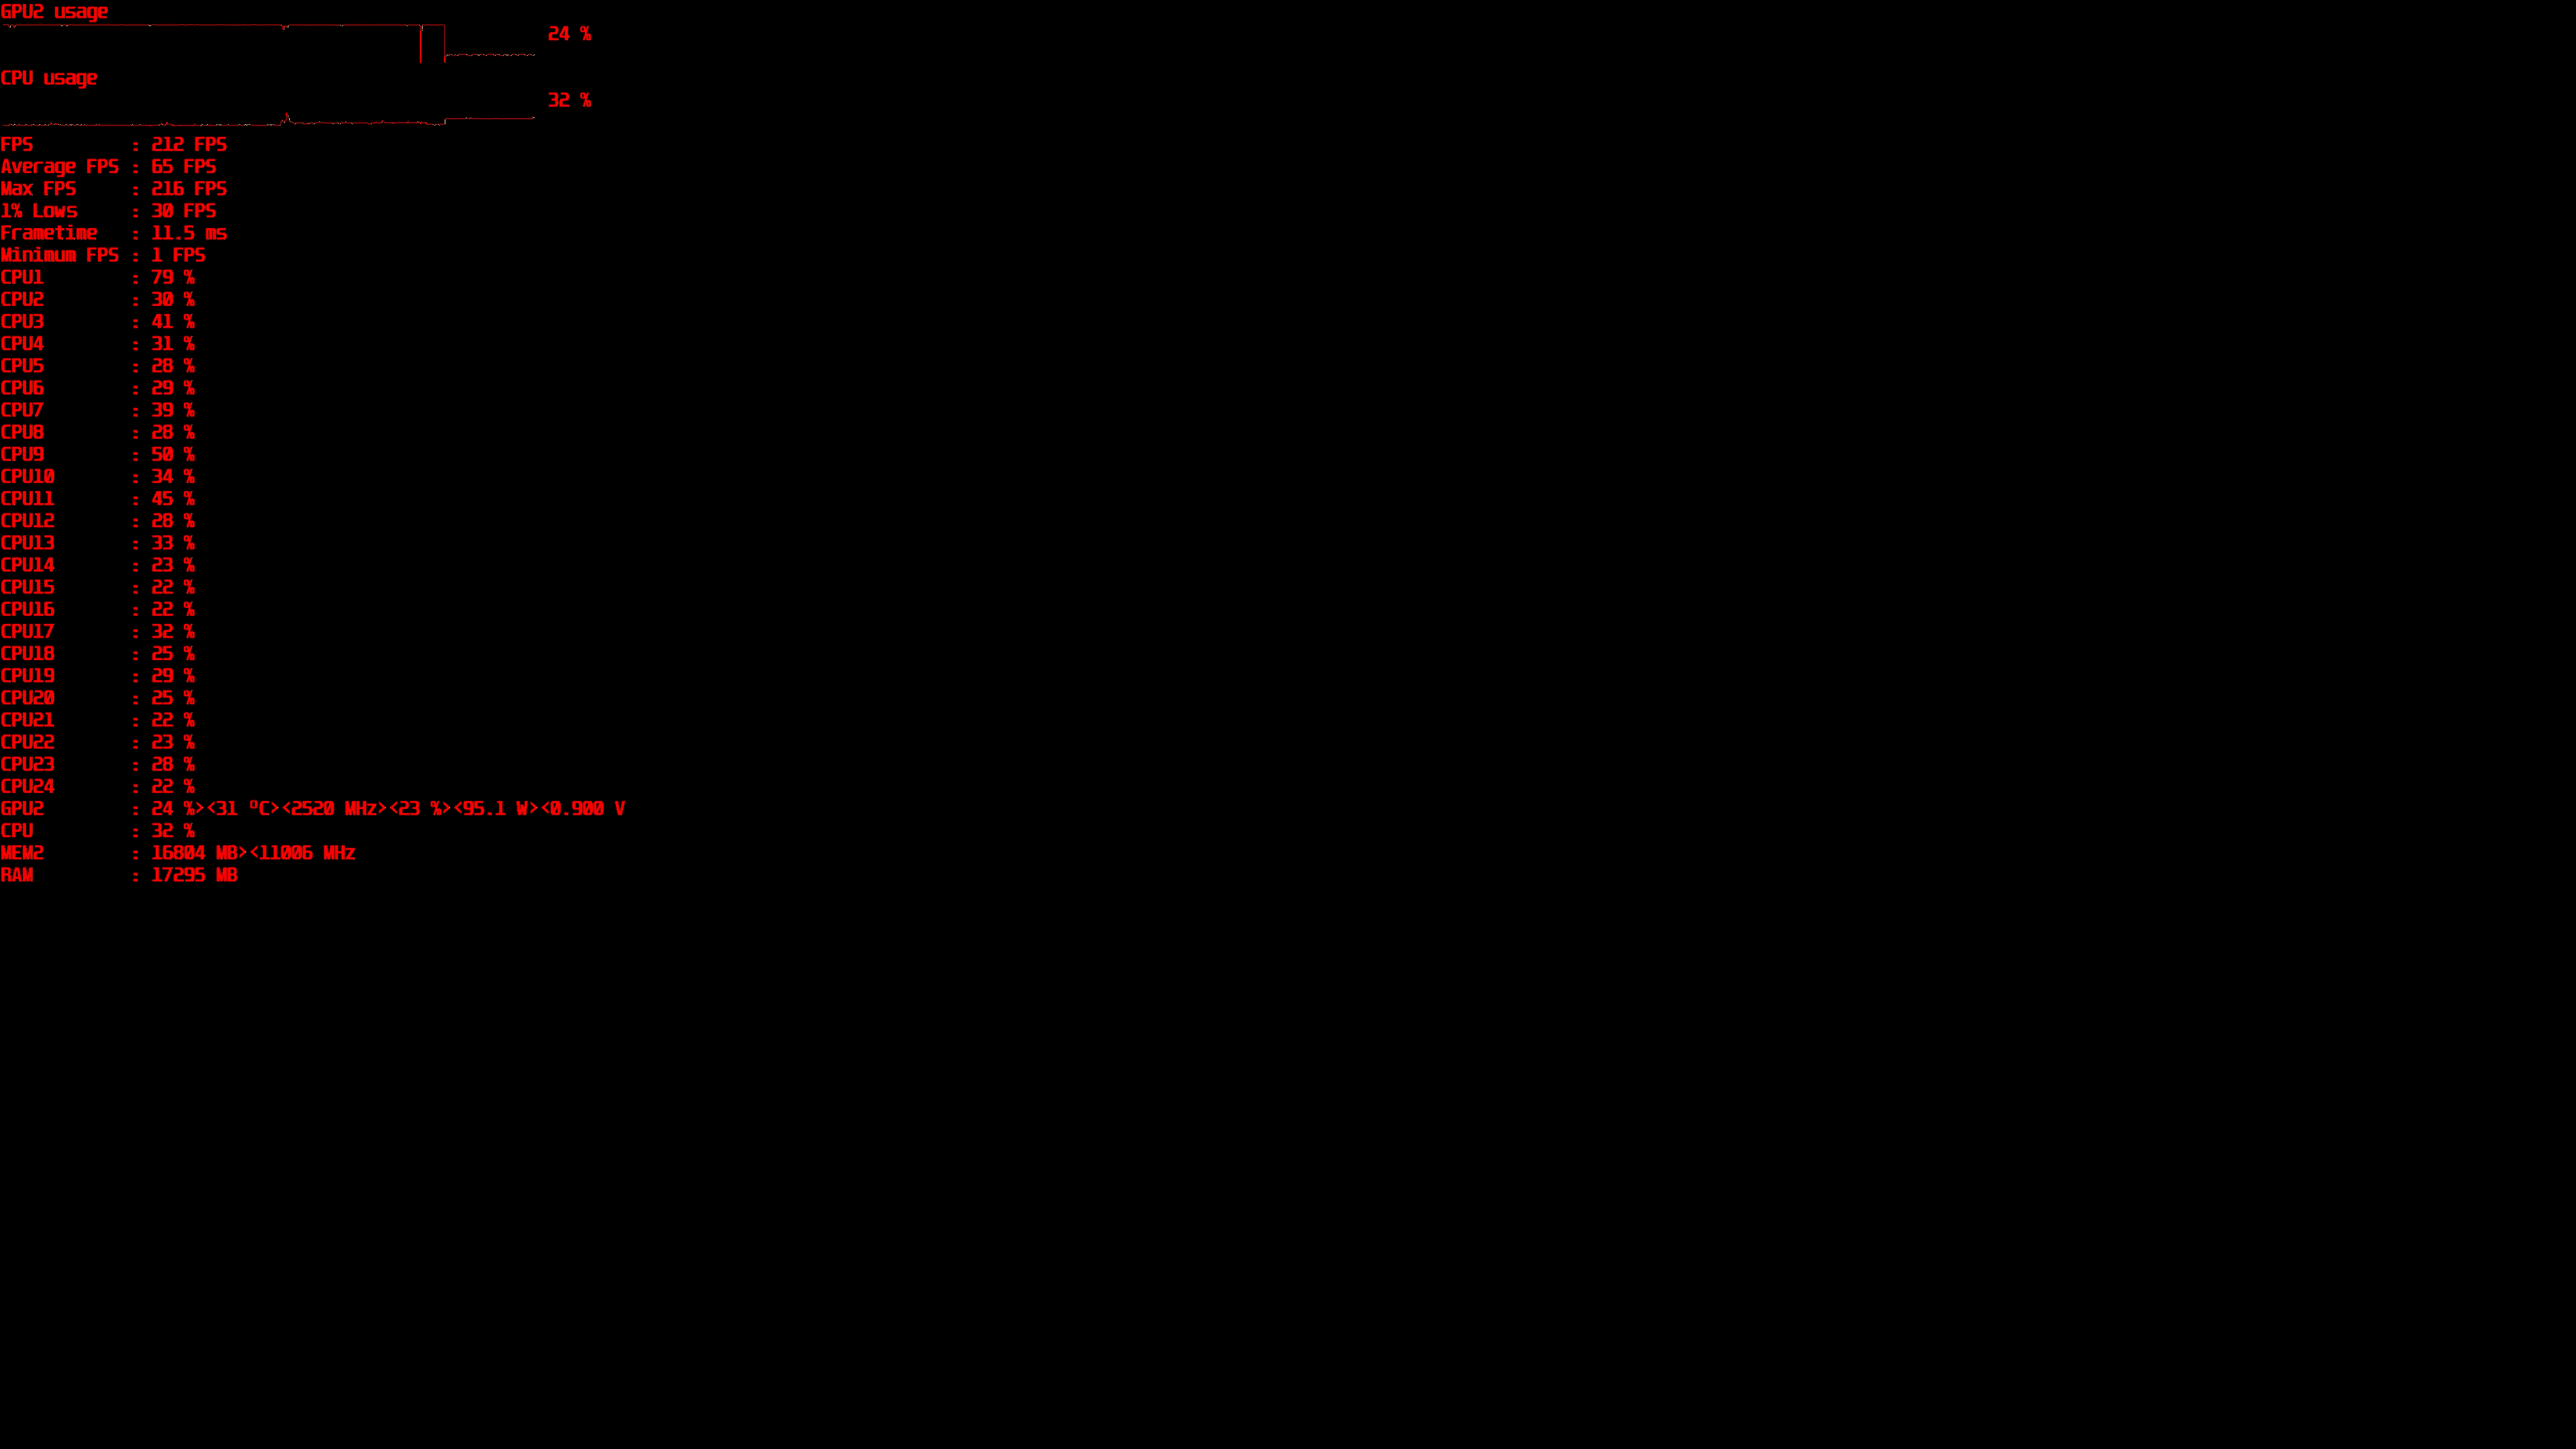 GPU2 usage
24 %
CPU usage
32 %
FPS : 212 FPS
Average FPS : 65 FPS
Max FPS : 216 FPS
1% Lows : 30 FPS
Frametime : 11.5 ms
Minimum FPS : 1 FPS
CPU1 : 79 %
CPU2 : 30 %
CPU3 : 41 %
CPU4 : 31 %
CPU5 : 28 %
CPU6 : 29 %
CPU7 : 39 %
CPU8 : 28 %
CPU9 : 50 %
CPU10 : 34 %
CPU11 : 45 %
CPU12 : 28 %
CPU13 : 33 %
CPU14 : 23 %
CPU15 : 22 %
CPU16 : 22 %
CPU17 : 32 %
CPU18 : 25 %
CPU19 : 29 %
CPU20 : 25 %
CPU21 : 22 %
CPU22 : 23 %
CPU23 : 28 %
CPU24 : 22 %
GPU2 : 24 %><31 ºC><2520 MHz><23 %><95.1 W><0.900 V
CPU : 32 %
MEM2 : 16804 MB><11006 MHz
RAM : 17295 MB